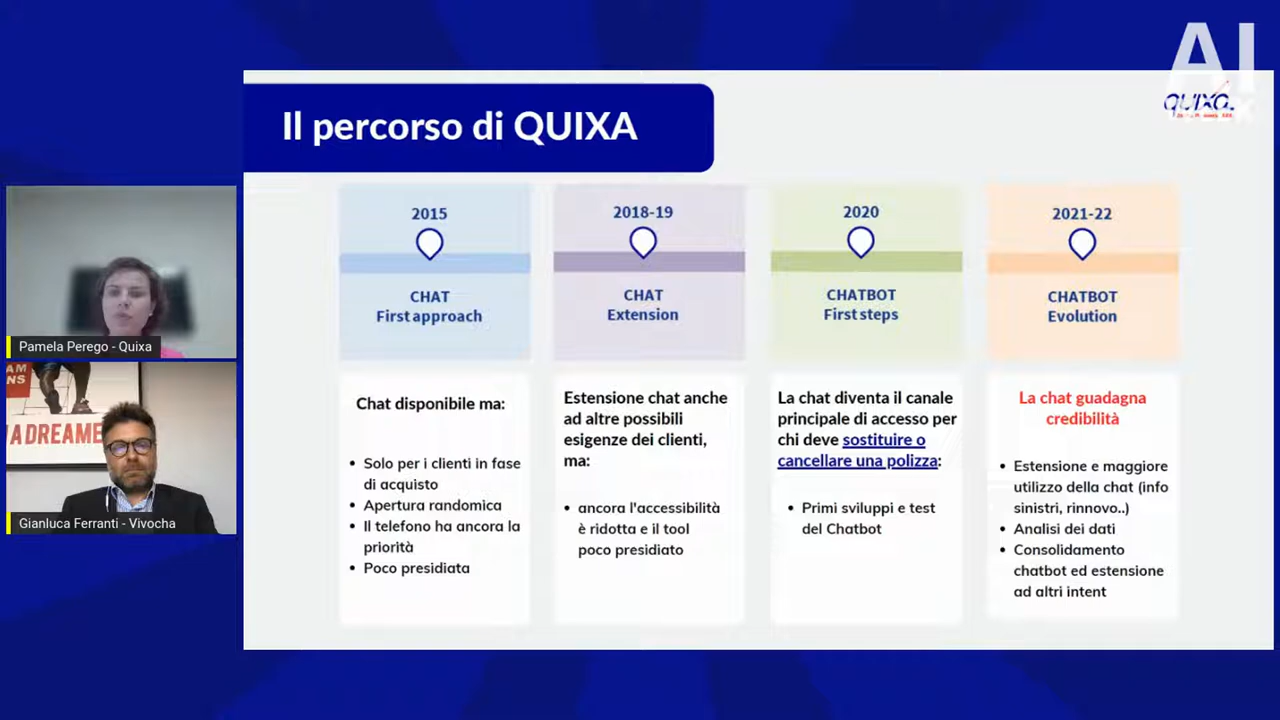 AI
QUIXA
Il percorso di QUIXA
2015
CHAT
First approach
Chat disponibile ma:
• Solo per i clienti in fase
di acquisto
• Apertura randomica
• Il telefono ha ancora la
priorità
• Poco presidiata
2018-19
CHAT
Extension
Estensione chat anche
ad altre possibili
esigenze dei clienti,
ma:
• ancora l'accessibilità
è ridotta e il tool
poco presidiato
2020
CHATBOT
First steps
La chat diventa il canale
principale di accesso per
chi deve sostituire o
cancellare una polizza:
• Primi sviluppi e test
del Chatbot
2021-22
CHATBOT
Evolution
La chat guadagna
credibilità
• Estensione e maggiore
utilizzo della chat (info
sinistri, rinnovo..)
• Analisi dei dati
• Consolidamento
chatbot ed estensione
ad altri intent
Pamela Perego - Quixa
AM
NS
A DREAME
Gianluca Ferranti - Vivocha